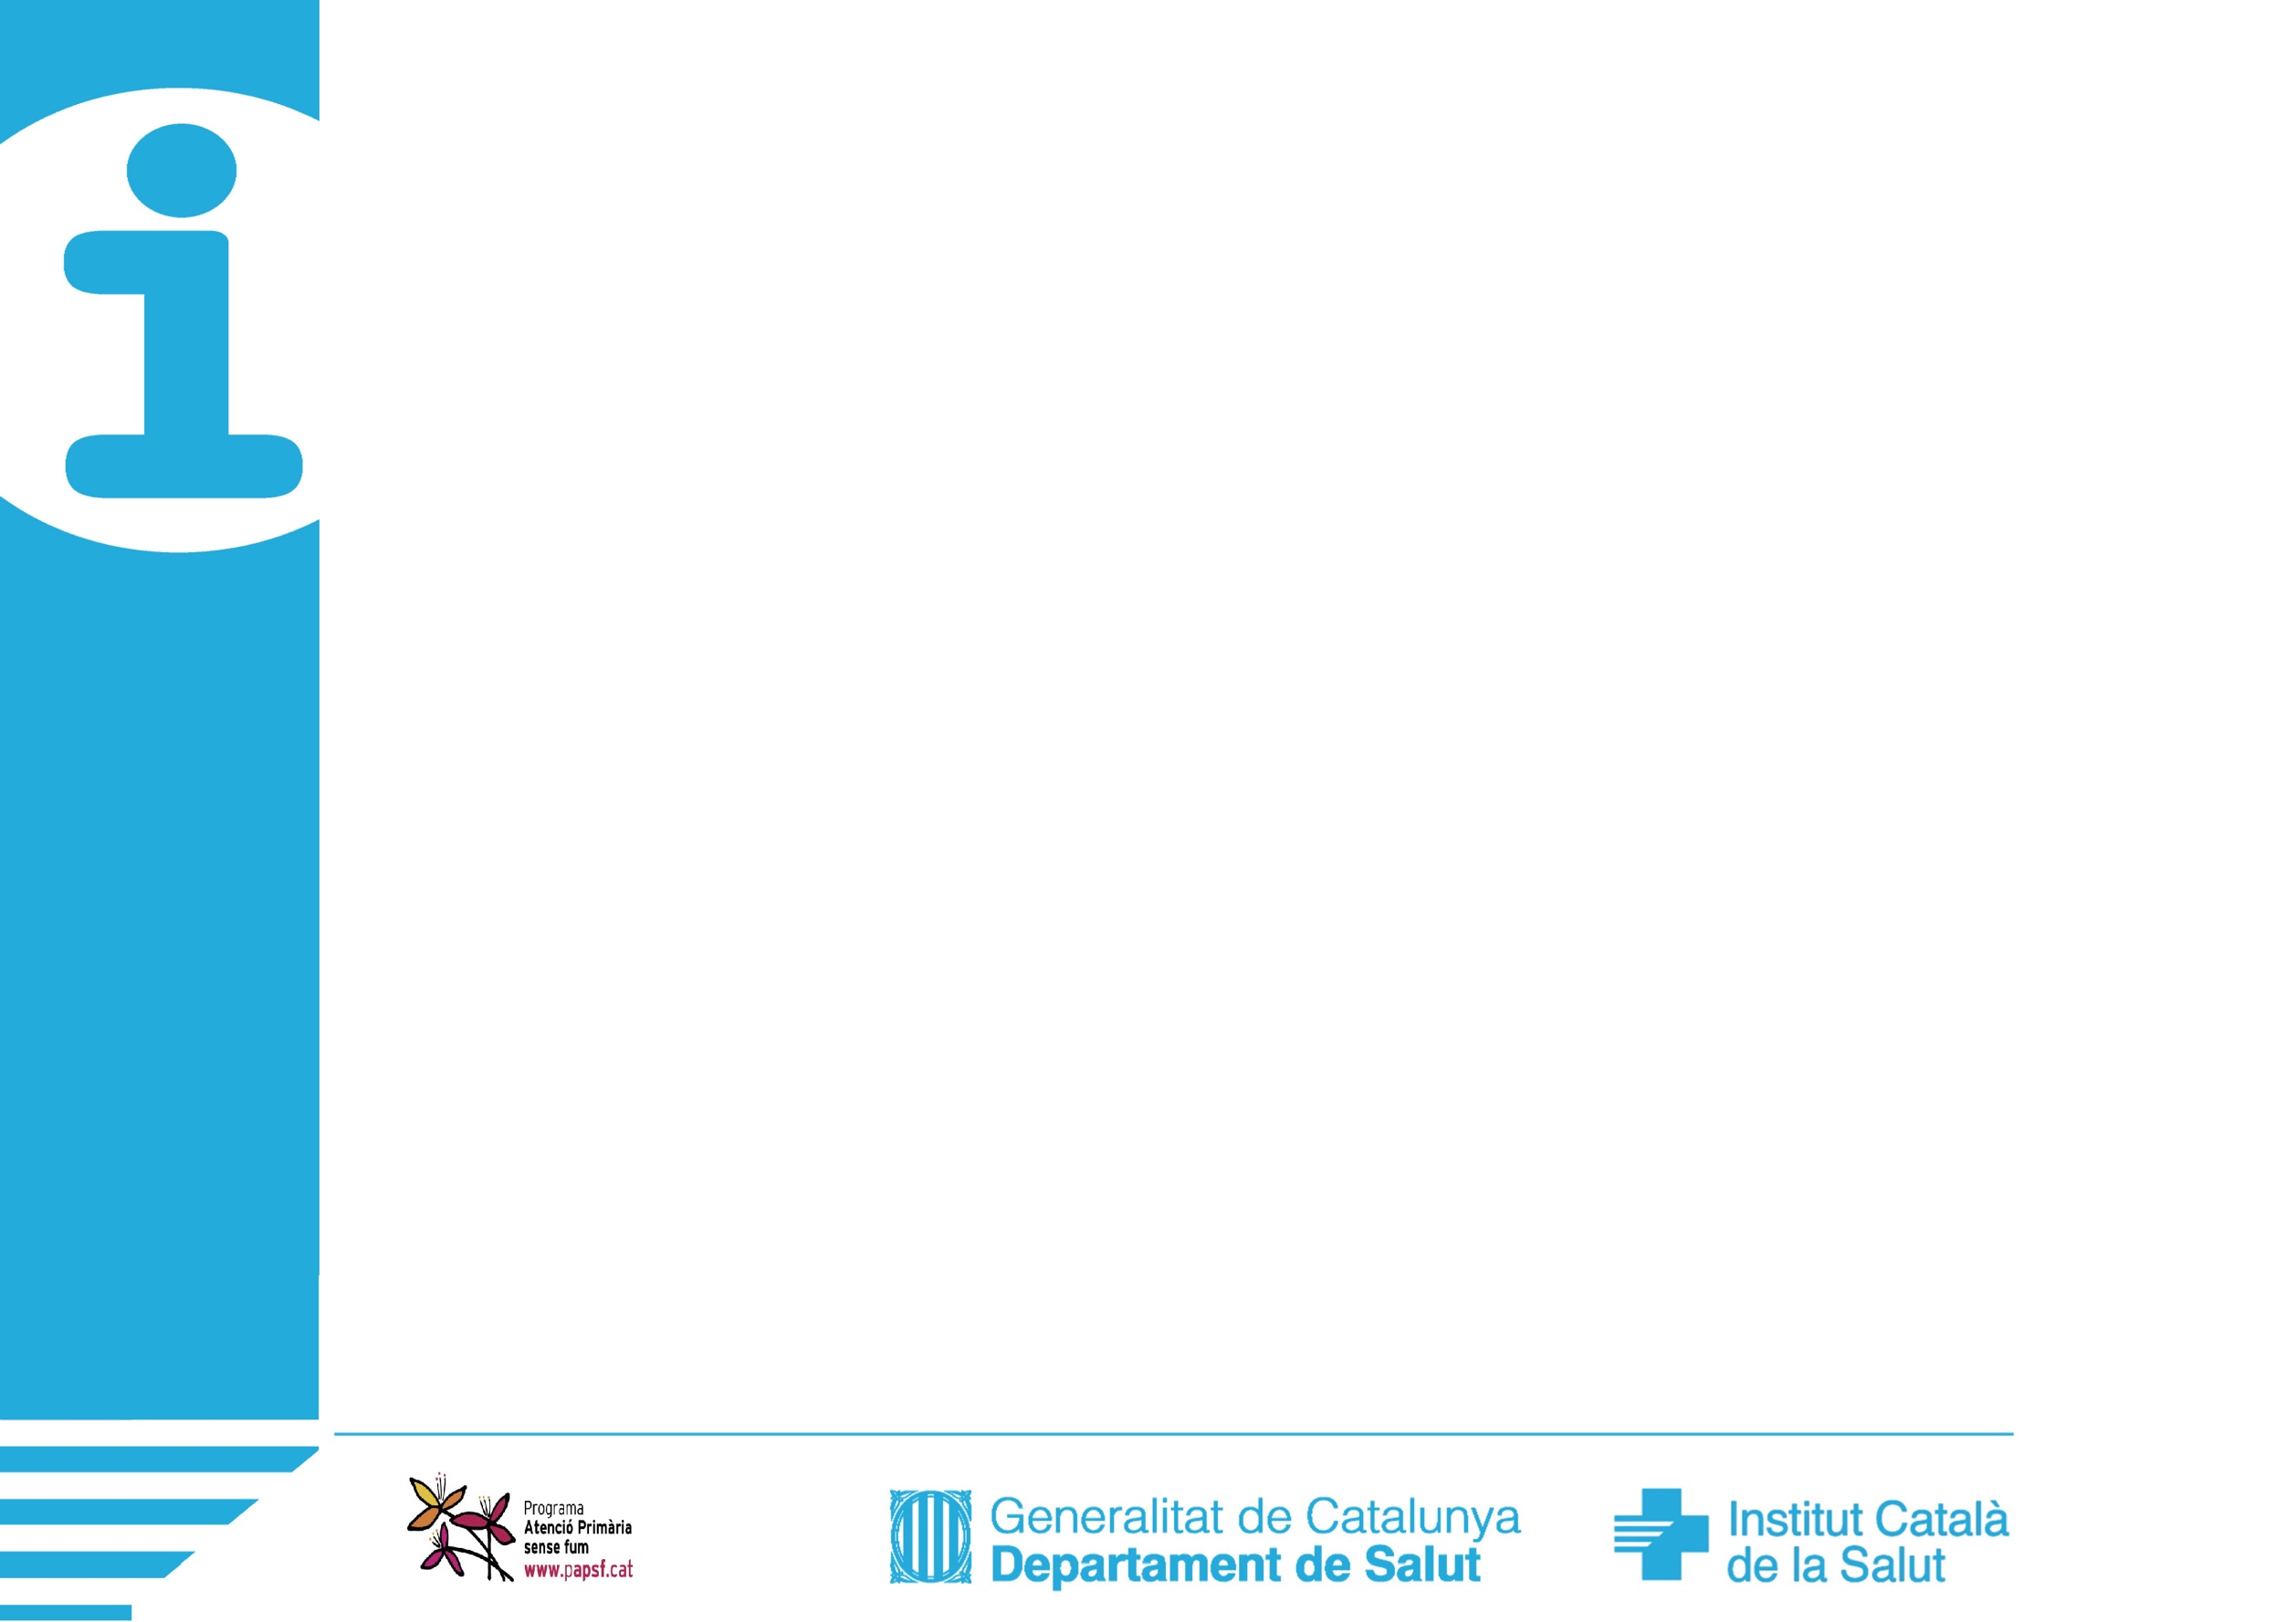 i
Programa
Atenció Primària
sense fum
www.papsf.cat
Generalitat de Catalunya
Departament de Salut
Institut Català
de la Salut